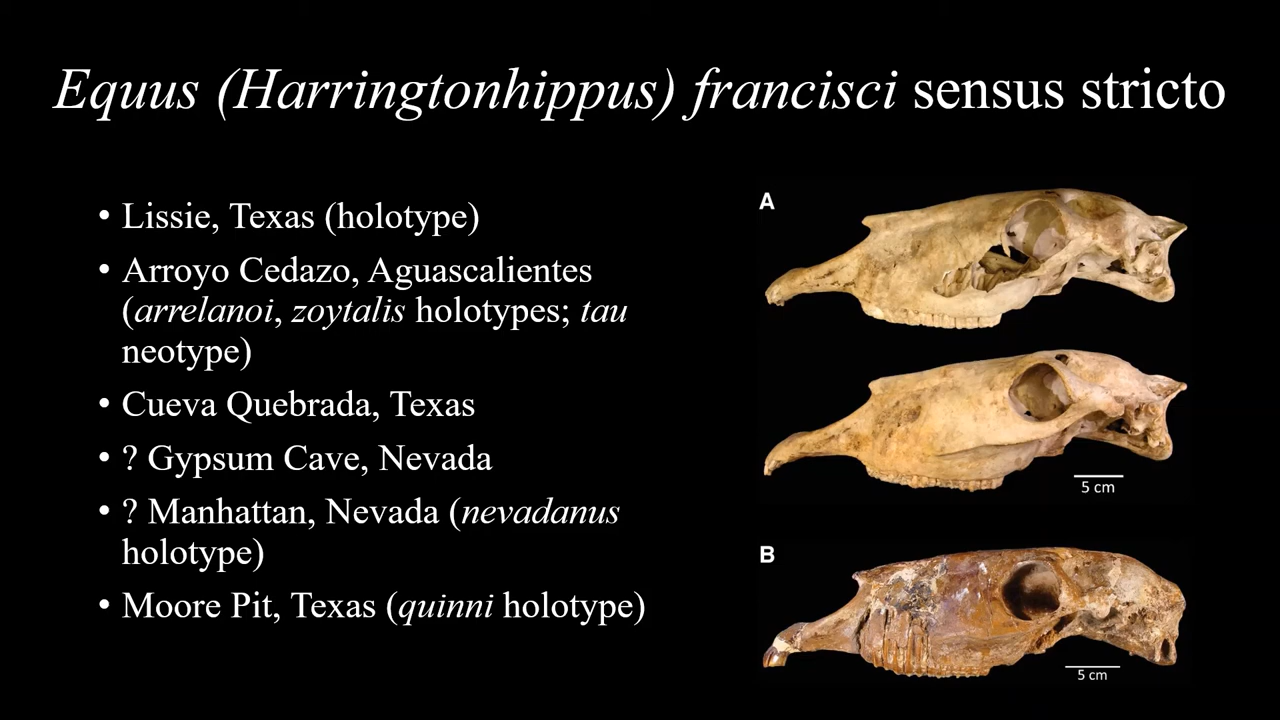 Equus (Harringtonhippus) francisci sensus stricto
• Lissie, Texas (holotype)
• Arroyo Cedazo, Aguascalientes
(arrelanoi, zoytalis holotypes; tau
neotype)
• Cueva Quebrada, Texas
• ? Gypsum Cave, Nevada
• ? Manhattan, Nevada (nevadanus
holotype)
• Moore Pit, Texas (quinni holotype)
A
5 cm
B
5 cm